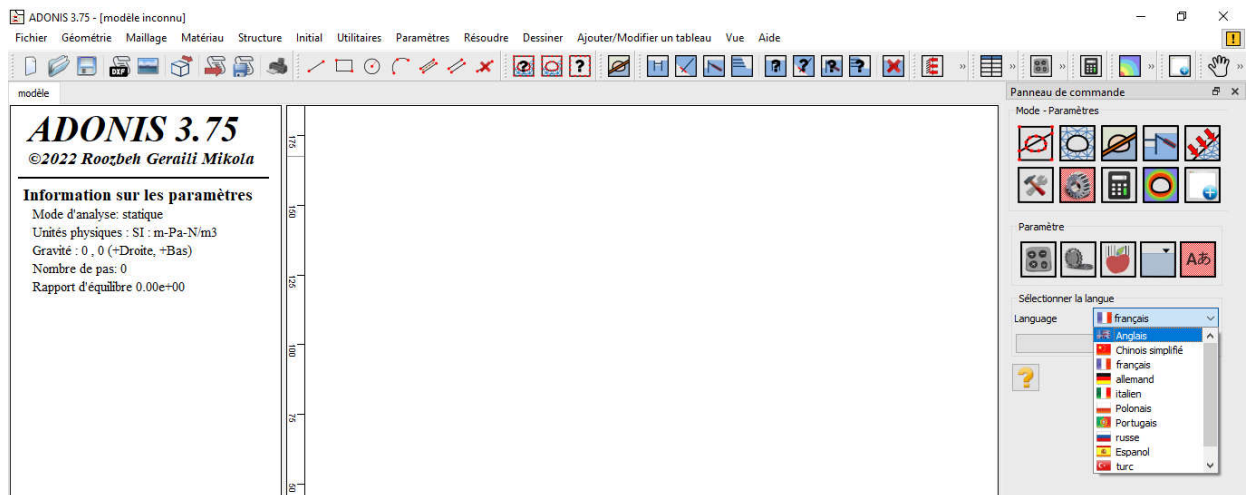 ADONIS 3.75 - [modèle inconnu]
Fichier Géométrie Maillage Matériau Structure Initial Utilitaires Paramètres Résoudre Dessiner Ajouter/Modifier un tableau Vue Aide
DXF
modèle
ADONIS 3.75
©2022 Roozbeh Geraili Mikola
Information sur les paramètres
Mode d'analyse: statique
Unités physiques : SI : m-Pa-N/m3
Gravité : 0 , 0 (+Droite, +Bas)
Nombre de pas: 0
Rapport d'équilibre 0.00e+00
175
150
125
100
75
50
Panneau de commande
Mode - Paramètres
Paramètre
Aあ
Sélectionner la langue
Language français
Anglais
Chinois simplifié
français
allemand
italien
Polonais
Portugais
russe
Espanol
turc